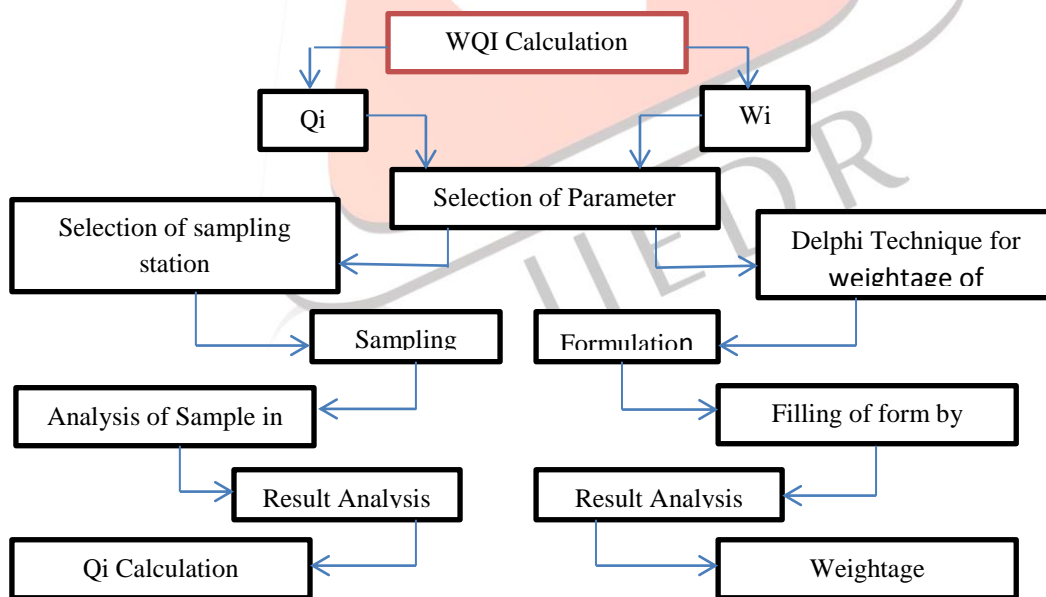 WQI Calculation
Qi
Wi
Selection of Parameter
Selection of sampling
station
Delphi Technique for
weightage of
Sampling
Formulation
Analysis of Sample in
Filling of form by
Result Analysis
Result Analysis
Qi Calculation
Weightage
IJEDR